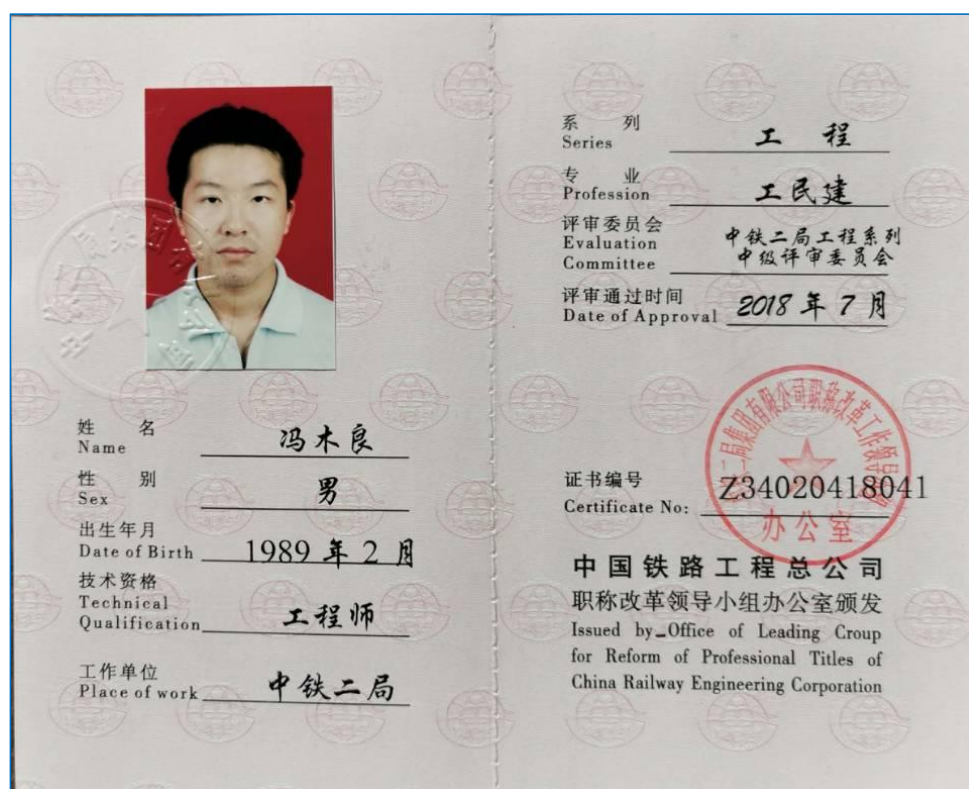 姓名 冯木良
Name
性别 男
Sex
出生年月
Date of Birth 1989 年 2 月
技术资格
Technical
Qualification 工程师
工作单位
Place of work 中铁二局
系列 工程
Series
专业 工民建
Profession
评审委员会
Evaluation 中铁二局工程系列
Committee 中级评审委员会
评审通过时间
Date of Approval 2018 年 7 月
证书编号 Z34020418041
Certificate No:
办公室
中国铁路工程总公司
职称改革领导小组办公室颁发
Issued by Office of Leading Croup
for Reform of Professional Titles of
China Railway Engineering Corporation